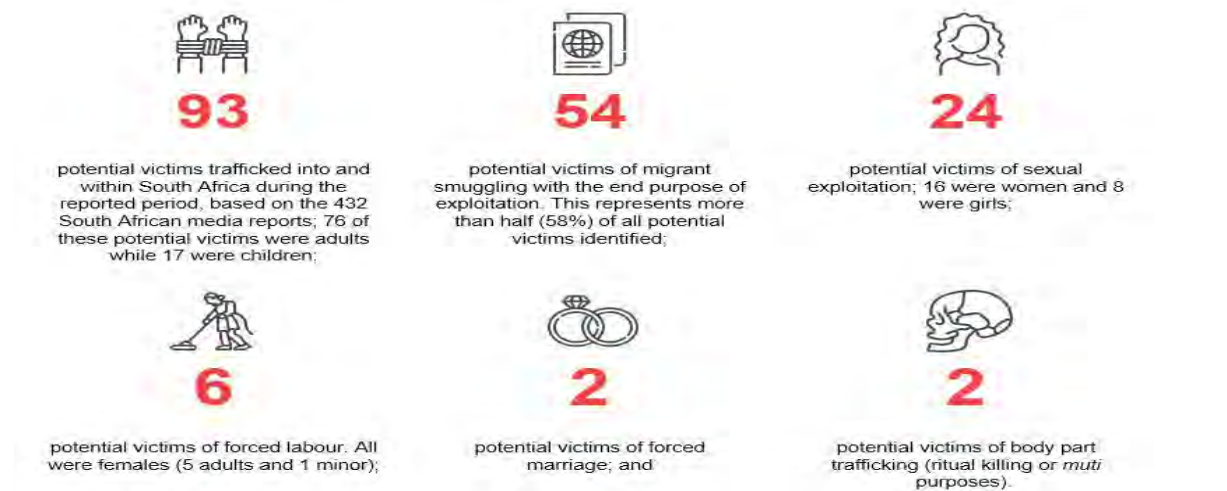 93
potential victims trafficked into and
within South Africa during the
reported period, based on the 432
South African media reports; 76 of
these potential victims were adults
while 17 were children;
54
potential victims of migrant
smuggling with the end purpose of
exploitation. This represents more
than half (58%) of all potential
victims identified;
24
potential victims of sexual
exploitation; 16 were women and 8
were girls;
6
potential victims of forced labour. All
were females (5 adults and 1 minor);
2
potential victims of forced
marriage; and
2
potential victims of body part
trafficking (ritual killing or muti
purposes).